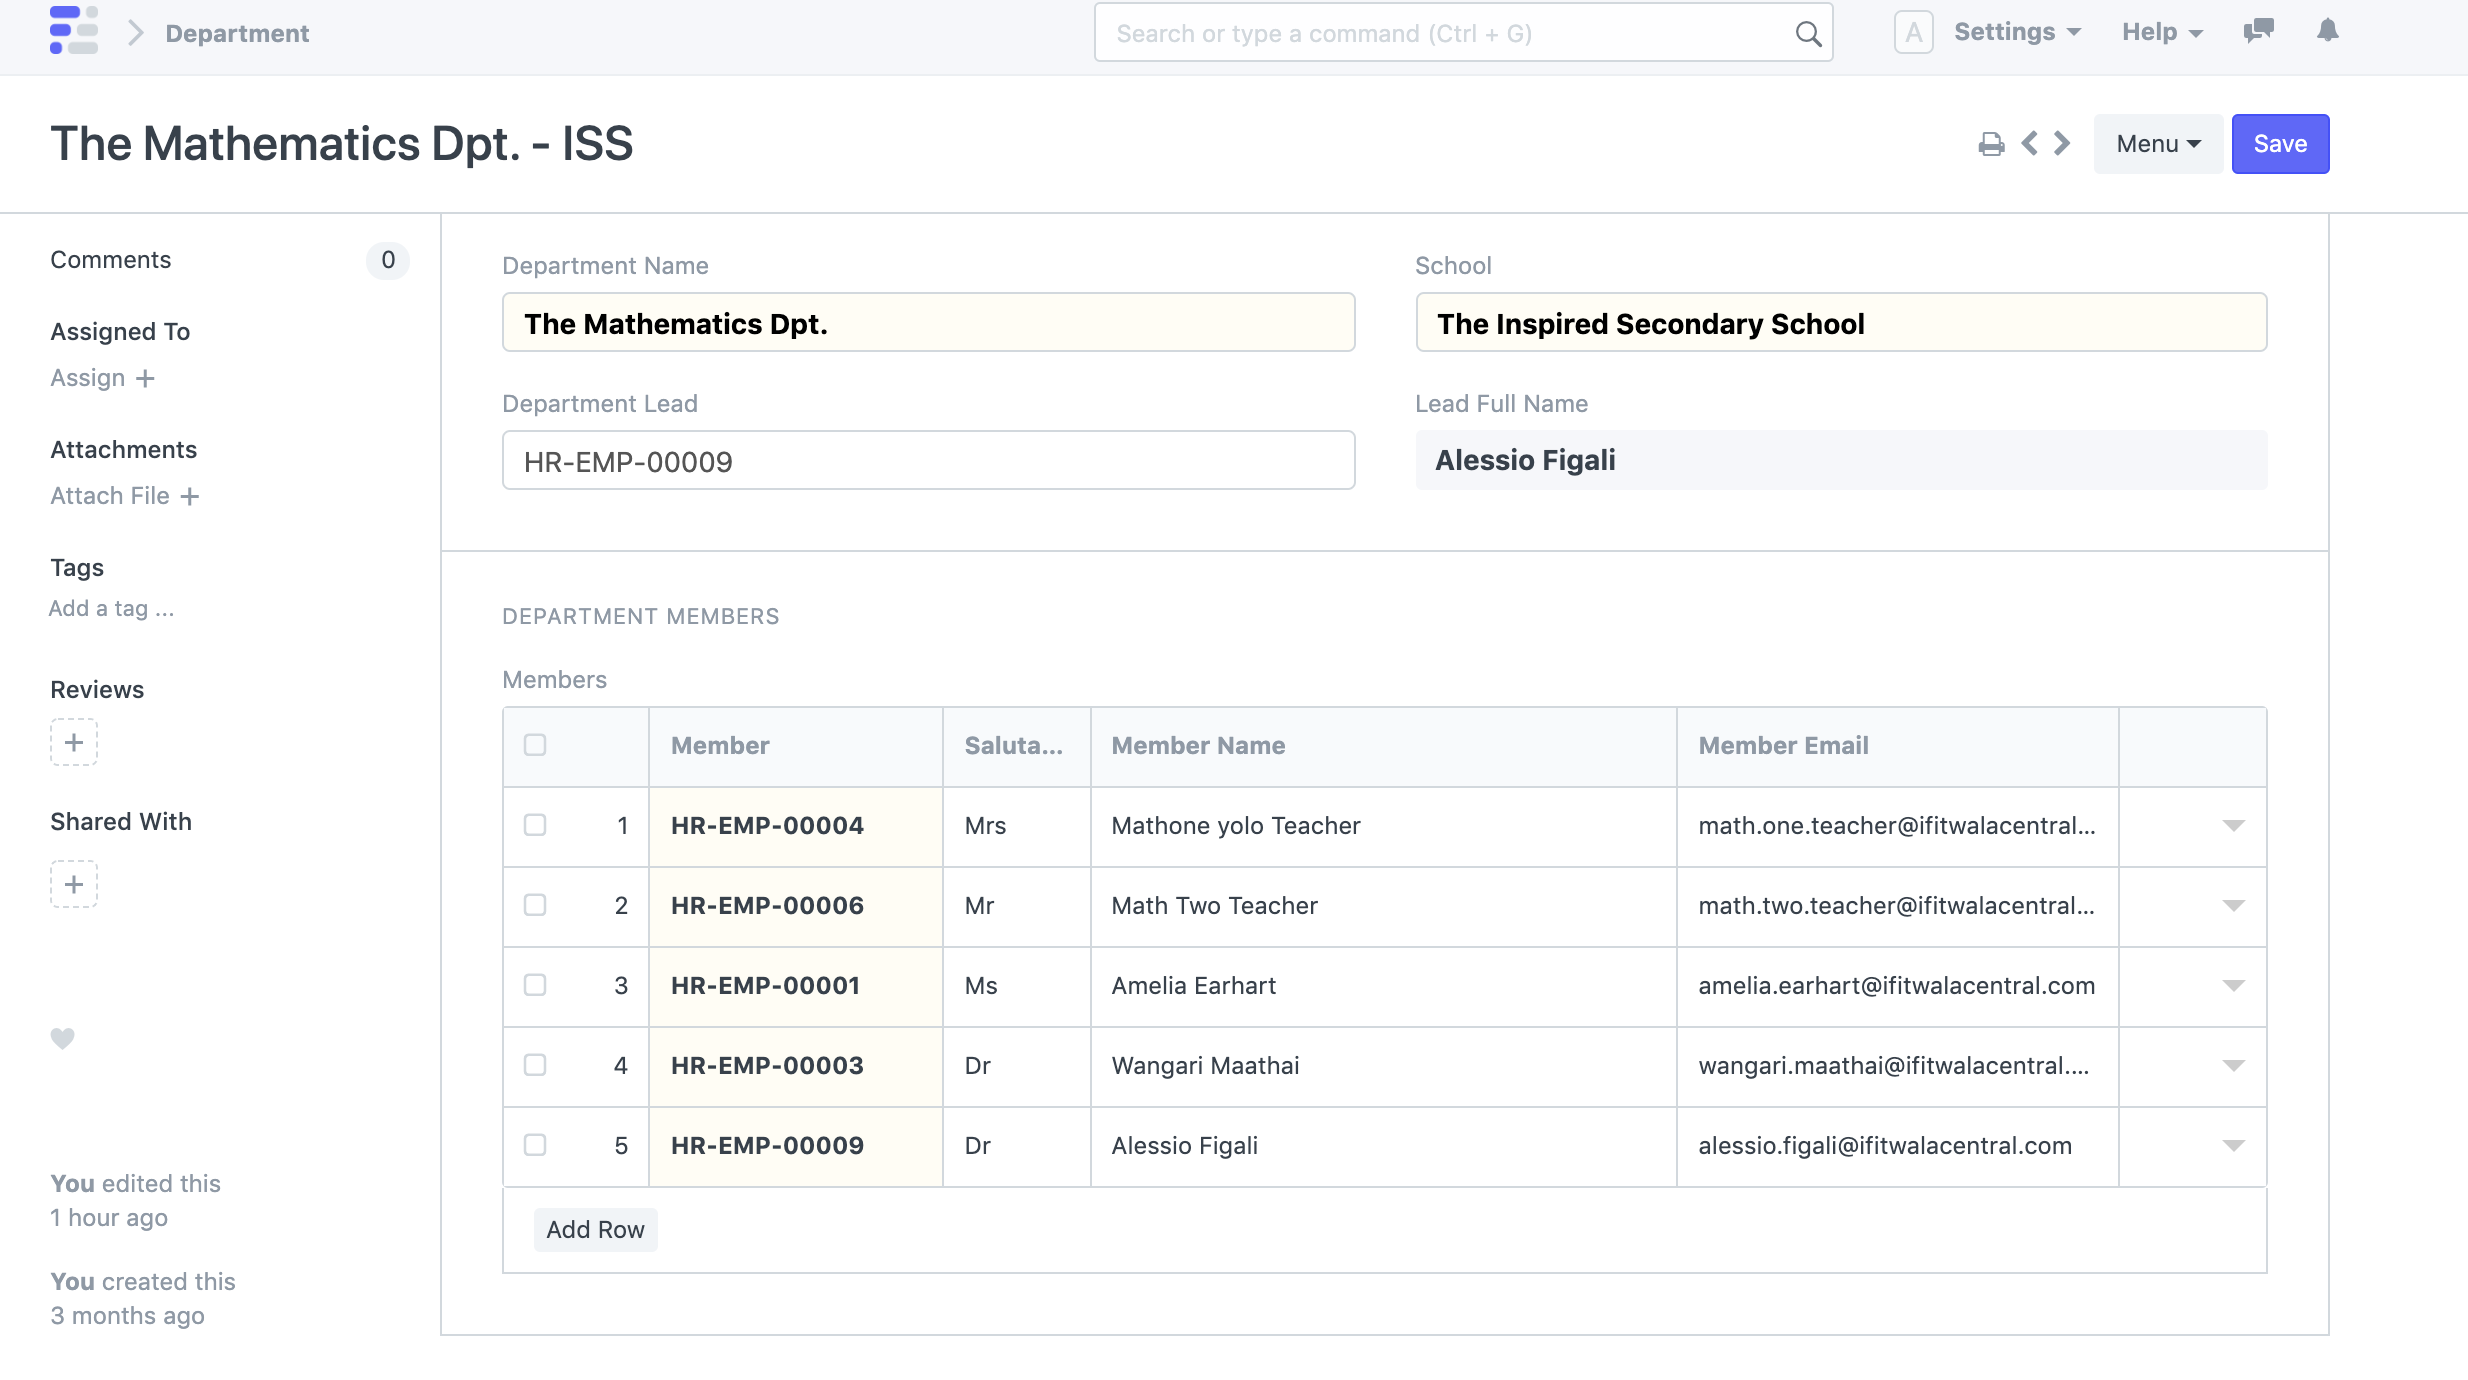 Department
Search or type a command (Ctrl + G)
A
Settings
Help
The Mathematics Dpt. - ISS
Menu
Save
Comments 0
Assigned To
Assign +
Attachments
Attach File +
Tags
Add a tag ...
Reviews
+
Shared With
+
You edited this
1 hour ago
You created this
3 months ago
Department Name
The Mathematics Dpt.
School
The Inspired Secondary School
Department Lead
HR-EMP-00009
Lead Full Name
Alessio Figali
DEPARTMENT MEMBERS
Members
Member Saluta... Member Name Member Email
1 HR-EMP-00004 Mrs Mathone yolo Teacher math.one.teacher@ifitwalacentral...
2 HR-EMP-00006 Mr Math Two Teacher math.two.teacher@ifitwalacentral...
3 HR-EMP-00001 Ms Amelia Earhart amelia.earhart@ifitwalacentral.com
4 HR-EMP-00003 Dr Wangari Maathai wangari.maathai@ifitwalacentral....
5 HR-EMP-00009 Dr Alessio Figali alessio.figali@ifitwalacentral.com
Add Row